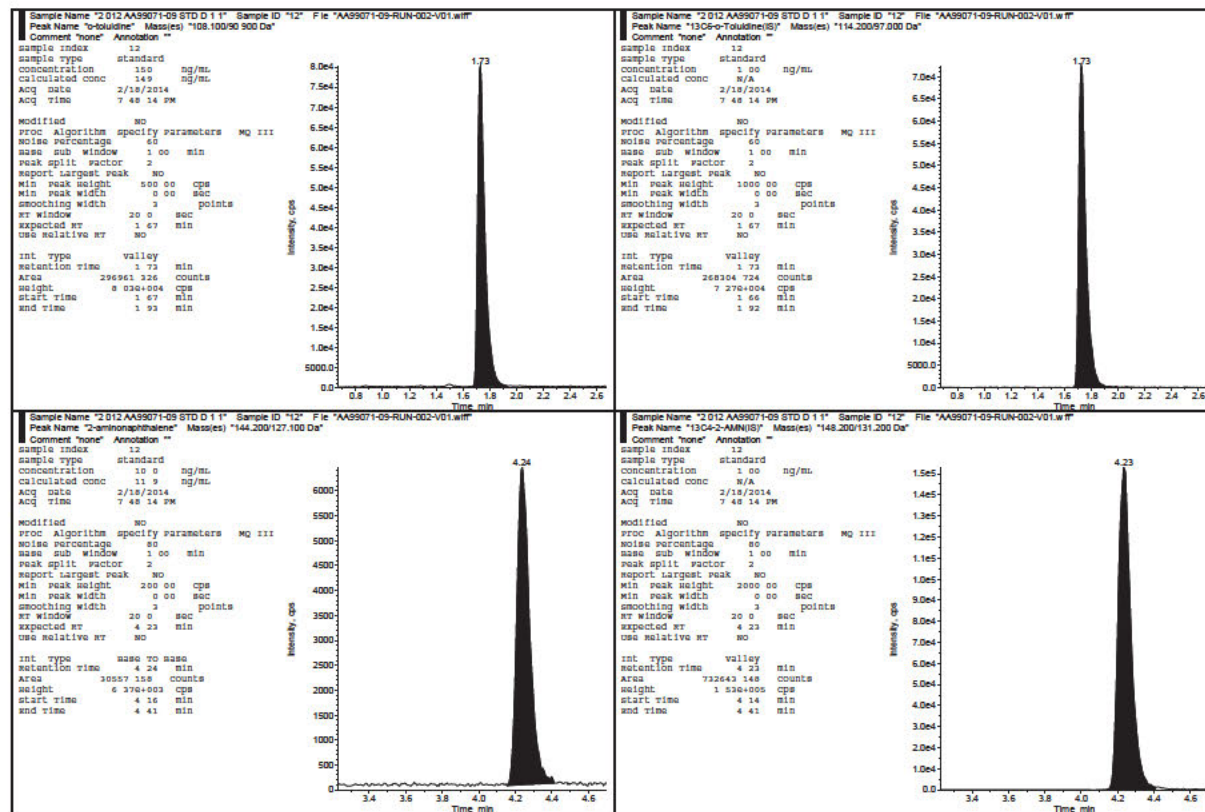 Sample Name "2 012 AA99071-09 STD D 1 1" Sample ID "12" File "AA99071-09-RUN-002-V01.wiff"
Peak Name "o-toluidine" Mass(es) "108.100/90 900 Da"
Comment "none" Annotation ""
Sample Index 12
Sample Type standard
Concentration 150 ng/mL
Calculated Conc 149 ng/mL
Acq Date 2/18/2014
Acq Time 7 48 14 PM
Modified NO
Proc Algorithm Specify Parameters MQ III
Noise Percentage 60
Base Sub Window 1 00 min
Peak Split Factor 2
Report Largest Peak NO
Min Peak Height 500 00 cps
Min Peak Width 0 00 sec
Smoothing Width 3 points
RT Window 20 0 sec
Expected RT 1 67 min
Use Relative RT NO
Int Type valley
Retention Time 1 73 min
Area 296961 326 counts
Height 8 03e+004 cps
Start Time 1 67 min
End Time 1 93 min
1.73
8.0e4
7.5e4
7.0e4
6.5e4
6.0e4
5.5e4
5.0e4
4.5e4
4.0e4
3.5e4
3.0e4
2.5e4
2.0e4
1.5e4
1.0e4
5000.0
0.0
Intensity, cps
0.8 1.0 1.2 1.4 1.6 1.8 2.0 2.2 2.4 2.6
Time min
Sample Name "2 012 AA99071-09 STD D 1 1" Sample ID "12" File "AA99071-09-RUN-002-V01.wiff"
Peak Name "13C6-o-Toluidine(IS)" Mass(es) "114.200/97.000 Da"
Comment "none" Annotation ""
Sample Index 12
Sample Type standard
Concentration 1 00 ng/mL
Calculated Conc N/A
Acq Date 2/18/2014
Acq Time 7 48 14 PM
Modified NO
Proc Algorithm Specify Parameters MQ III
Noise Percentage 60
Base Sub Window 1 00 min
Peak Split Factor 2
Report Largest Peak NO
Min Peak Height 1000 00 cps
Min Peak Width 0 00 sec
Smoothing Width 3 points
RT Window 20 0 sec
Expected RT 1 67 min
Use Relative RT NO
Int Type valley
Retention Time 1 73 min
Area 268304 724 counts
Height 7 27e+004 cps
Start Time 1 66 min
End Time 1 92 min
1.73
7.0e4
6.5e4
6.0e4
5.5e4
5.0e4
4.5e4
4.0e4
3.5e4
3.0e4
2.5e4
2.0e4
1.5e4
1.0e4
5000.0
0.0
Intensity, cps
0.8 1.0 1.2 1.4 1.6 1.8 2.0 2.2 2.4 2.6
Time min
Sample Name "2 012 AA99071-09 STD D 1 1" Sample ID "12" File "AA99071-09-RUN-002-V01.wiff"
Peak Name "2-aminonaphthalene" Mass(es) "144.200/127.100 Da"
Comment "none" Annotation ""
Sample Index 12
Sample Type standard
Concentration 10 0 ng/mL
Calculated Conc 11 9 ng/mL
Acq Date 2/18/2014
Acq Time 7 48 14 PM
Modified NO
Proc Algorithm Specify Parameters MQ III
Noise Percentage 80
Base Sub Window 1 00 min
Peak Split Factor 2
Report Largest Peak NO
Min Peak Height 200 00 cps
Min Peak Width 0 00 sec
Smoothing Width 3 points
RT Window 20 0 sec
Expected RT 4 23 min
Use Relative RT NO
Int Type Base To Base
Retention Time 4 24 min
Area 30557 158 counts
Height 6 37e+003 cps
Start Time 4 16 min
End Time 4 41 min
4.24
6000
5500
5000
4500
4000
3500
3000
2500
2000
1500
1000
500
0
Intensity, cps
3.4 3.6 3.8 4.0 4.2 4.4 4.6
Time min
Sample Name "2 012 AA99071-09 STD D 1 1" Sample ID "12" File "AA99071-09-RUN-002-V01.wiff"
Peak Name "13C4-2-AMN(IS)" Mass(es) "148.200/131.200 Da"
Comment "none" Annotation ""
Sample Index 12
Sample Type standard
Concentration 1 00 ng/mL
Calculated Conc N/A
Acq Date 2/18/2014
Acq Time 7 48 14 PM
Modified NO
Proc Algorithm Specify Parameters MQ III
Noise Percentage 80
Base Sub Window 1 00 min
Peak Split Factor 2
Report Largest Peak NO
Min Peak Height 2000 00 cps
Min Peak Width 0 00 sec
Smoothing Width 3 points
RT Window 20 0 sec
Expected RT 4 23 min
Use Relative RT NO
Int Type valley
Retention Time 4 23 min
Area 732643 148 counts
Height 1 53e+005 cps
Start Time 4 14 min
End Time 4 41 min
4.23
1.5e5
1.4e5
1.3e5
1.2e5
1.1e5
1.0e5
9.0e4
8.0e4
7.0e4
6.0e4
5.0e4
4.0e4
3.0e4
2.0e4
1.0e4
0.0
Intensity, cps
3.4 3.6 3.8 4.0 4.2 4.4 4.6
Time min